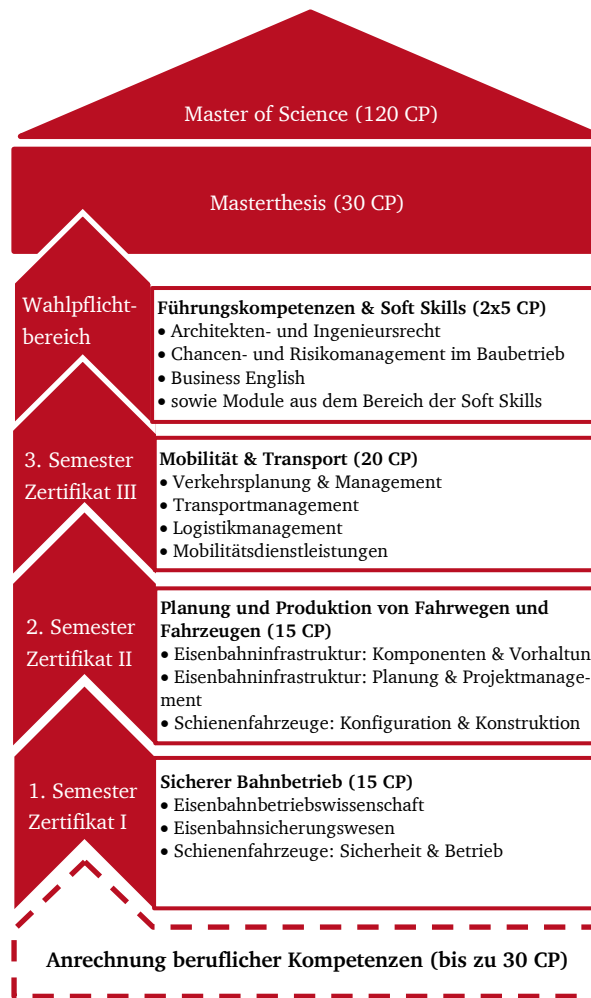 Master of Science (120 CP)
Masterthesis (30 CP)
Wahlpflicht-
bereich
Führungskompetenzen & Soft Skills (2x5 CP)
• Architekten- und Ingenieursrecht
• Chancen- und Risikomanagement im Baubetrieb
• Business English
• sowie Module aus dem Bereich der Soft Skills
3. Semester
Zertifikat III
Mobilität & Transport (20 CP)
• Verkehrsplanung & Management
• Transportmanagement
• Logistikmanagement
• Mobilitätsdienstleistungen
2. Semester
Zertifikat II
Planung und Produktion von Fahrwegen und
Fahrzeugen (15 CP)
• Eisenbahninfrastruktur: Komponenten & Vorhaltun
• Eisenbahninfrastruktur: Planung & Projektmanage-
ment
• Schienenfahrzeuge: Konfiguration & Konstruktion
1. Semester
Zertifikat I
Sicherer Bahnbetrieb (15 CP)
• Eisenbahnbetriebswissenschaft
• Eisenbahnsicherungswesen
• Schienenfahrzeuge: Sicherheit & Betrieb
Anrechnung beruflicher Kompetenzen (bis zu 30 CP)